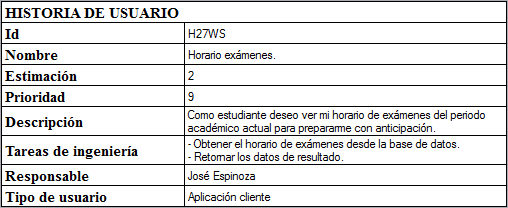 HISTORIA DE USUARIO
Id H27WS
Nombre Horario exámenes.
Estimación 2
Prioridad 9
Descripción Como estudiante deseo ver mi horario de exámenes del periodo
académico actual para prepararme con anticipación.
Tareas de ingeniería - Obtener el horario de exámenes desde la base de datos.
- Retornar los datos de resultado.
Responsable José Espinoza
Tipo de usuario Aplicación cliente